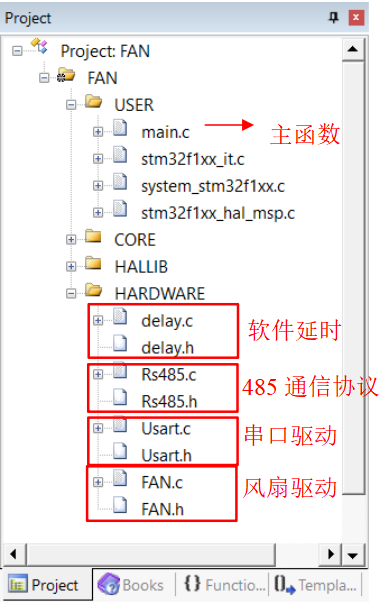 Project
Project: FAN
FAN
USER
main.c
主函数
stm32f1xx_it.c
system_stm32f1xx.c
stm32f1xx_hal_msp.c
CORE
HALLIB
HARDWARE
delay.c
软件延时
delay.h
Rs485.c
485 通信协议
Rs485.h
Usart.c
串口驱动
Usart.h
FAN.c
风扇驱动
FAN.h
Project Books {} Functio... Templa...